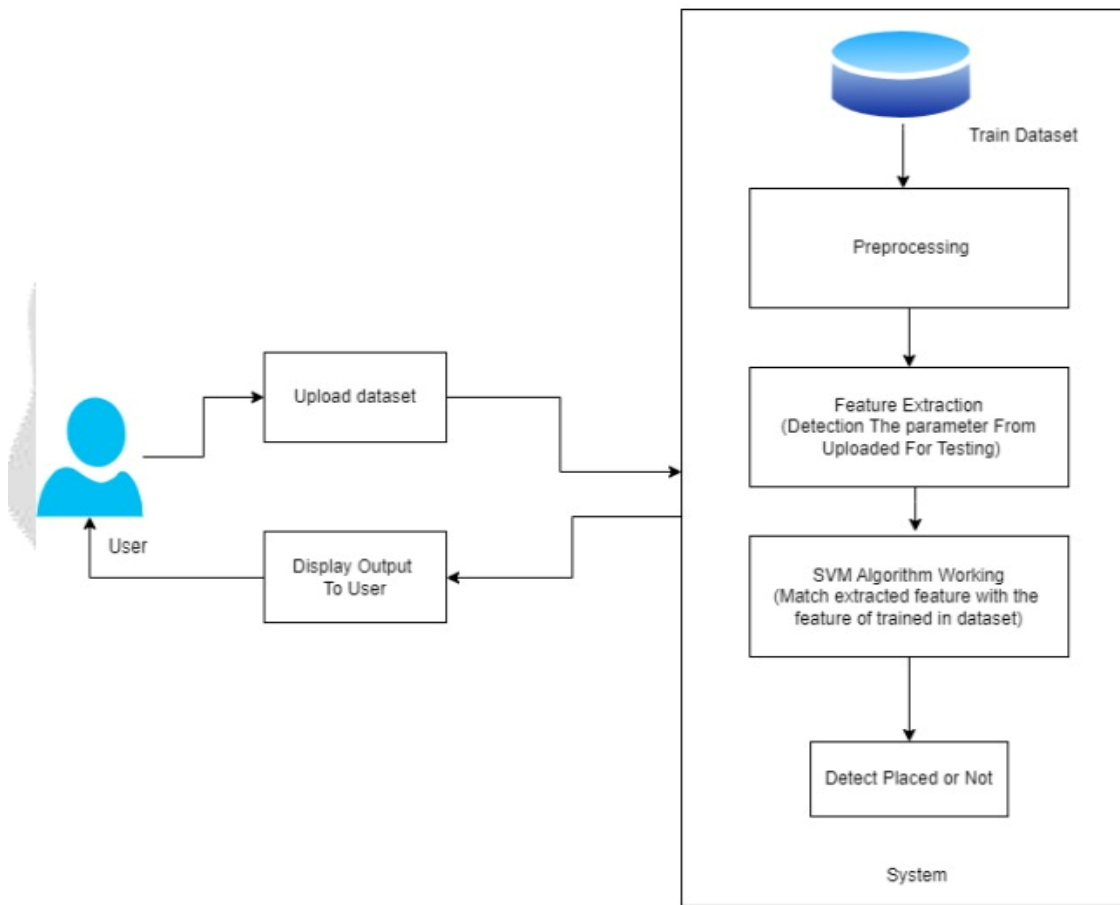 Train Dataset
Preprocessing
Feature Extraction
(Detection The parameter From
Uploaded For Testing)
SVM Algorithm Working
(Match extracted feature with the
feature of trained in dataset)
Detect Placed or Not
System
Upload dataset
User
Display Output
To User